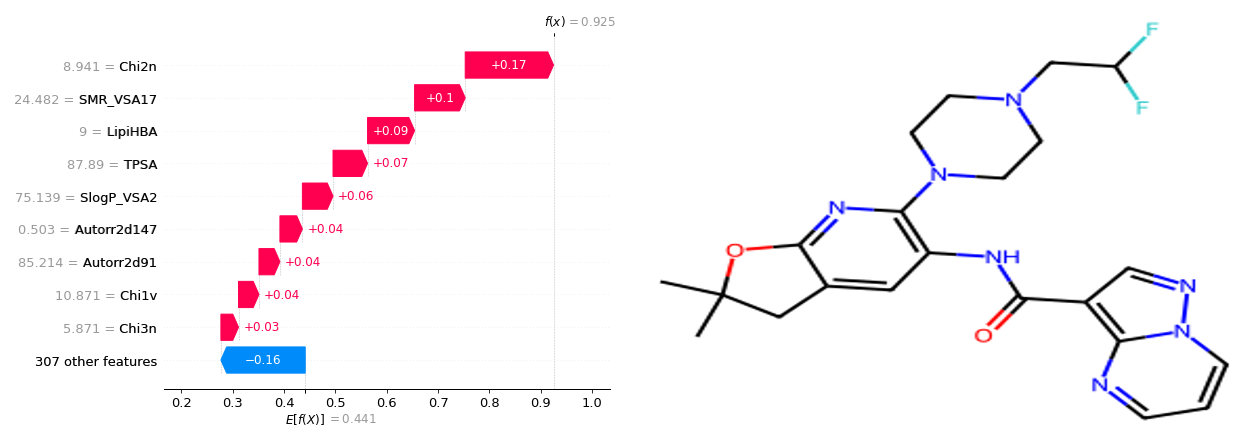 f(x) = 0.925
8.941 = Chi2n +0.17
24.482 = SMR_VSA17 +0.1
9 = LipiHBA +0.09
87.89 = TPSA +0.07
75.139 = SlogP_VSA2 +0.06
0.503 = Autorr2d147 +0.04
85.214 = Autorr2d91 +0.04
10.871 = Chi1v +0.04
5.871 = Chi3n +0.03
307 other features −0.16
0.2 0.3 0.4 0.5 0.6 0.7 0.8 0.9 1.0
E[f(X)] = 0.441
F
F
N
N
N
O
NH
O
N
N
N